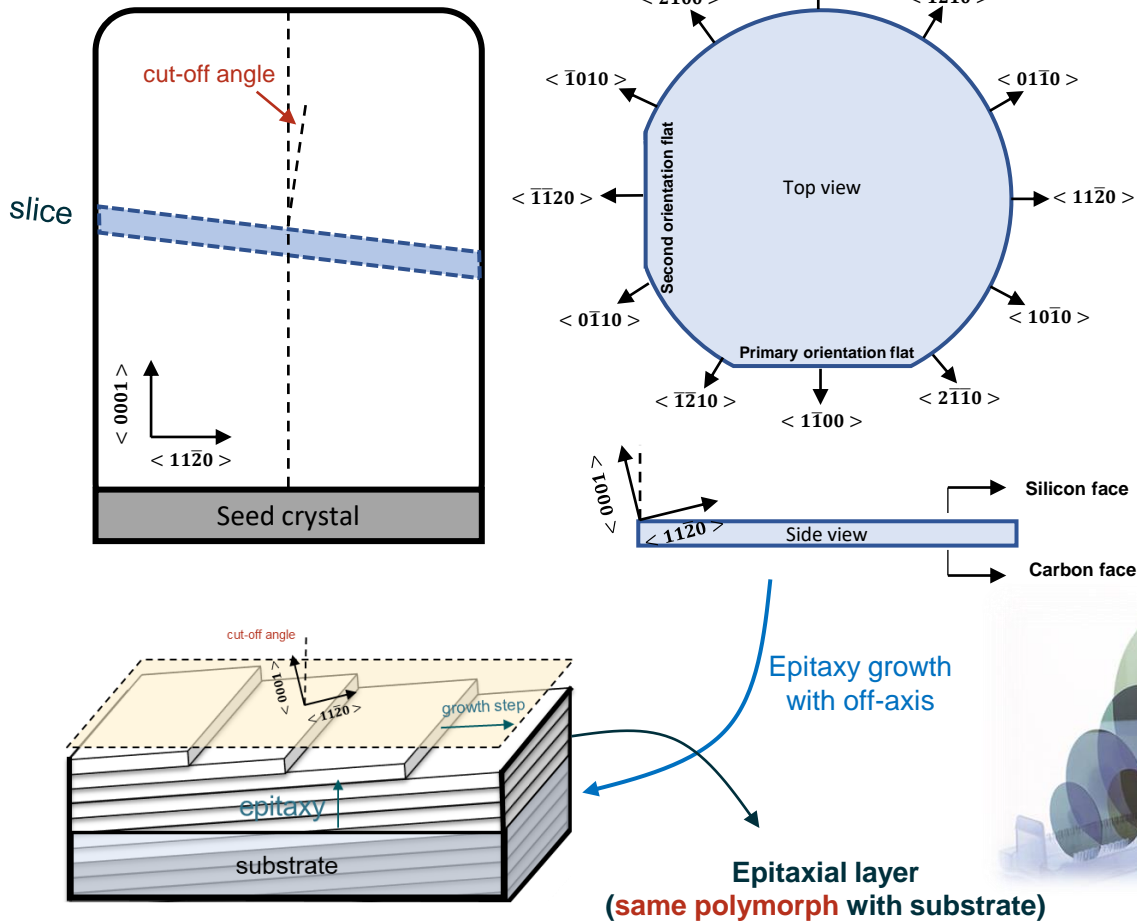 cut-off angle
slice
< 0001 >
< 112̄0 >
Seed crystal
< 1̄010 >
< 011̄0 >
< 1̄1̄20 >
Second orientation flat
Top view
< 112̄0 >
< 01̄10 >
< 101̄0 >
Primary orientation flat
< 1̄2̄10 >
< 11̄00 >
< 21̄1̄0 >
< 0001 >
< 112̄0 >
Side view
Silicon face
Carbon face
cut-off angle
< 0001 >
< 112̄0 >
growth step
epitaxy
substrate
Epitaxy growth
with off-axis
Epitaxial layer
(same polymorph with substrate)